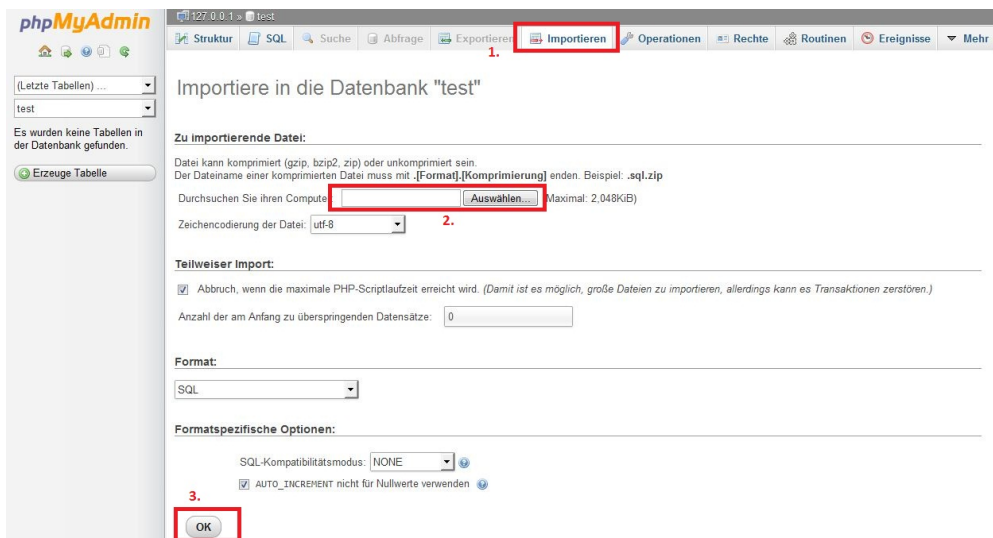 phpMyAdmin
127.0.0.1 » test
Struktur SQL Suche Abfrage Exportieren Importieren Operationen Rechte Routinen Ereignisse Mehr
1.
(Letzte Tabellen) ...
test
Es wurden keine Tabellen in
der Datenbank gefunden.
Erzeuge Tabelle
Importiere in die Datenbank "test"
Zu importierende Datei:
Datei kann komprimiert (gzip, bzip2, zip) oder unkomprimiert sein.
Der Dateiname einer komprimierten Datei muss mit .[Format].[Komprimierung] enden. Beispiel: .sql.zip
Durchsuchen Sie ihren Compute Auswählen... Maximal: 2,048KiB)
2.
Zeichencodierung der Datei: utf-8
Teilweiser Import:
Abbruch, wenn die maximale PHP-Scriptlaufzeit erreicht wird. (Damit ist es möglich, große Dateien zu importieren, allerdings kann es Transaktionen zerstören.)
Anzahl der am Anfang zu überspringenden Datensätze: 0
Format:
SQL
Formatspezifische Optionen:
SQL-Kompatibilitätsmodus: NONE
AUTO_INCREMENT nicht für Nullwerte verwenden
3.
OK